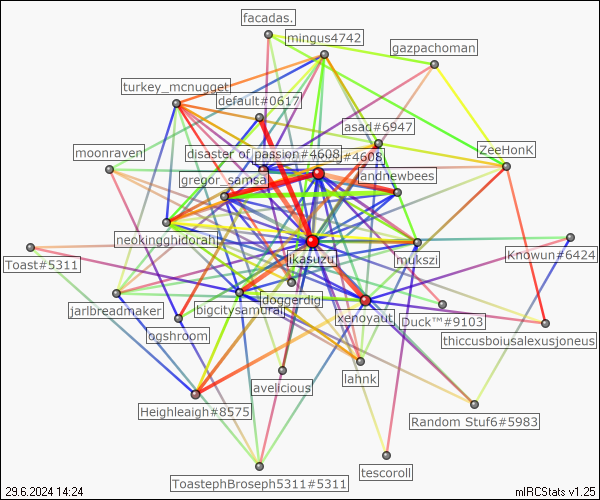 facadas.
mingus4742
gazpachoman
turkey_mcnugget
default#0617
asad#6947
moonraven
disaster of passion#4608
#4608
ZeeHonK
gregor_samsa
andnewbees
neokingghidorah
ikasuzu
mukszi
Knowun#6424
Toast#5311
doggerdig
jarlbreadmaker
bigcitysamurai
xenoyaut
Duck™#9103
ogshroom
thiccusboiusalexusjoneus
avelicious
lahnk
Heighleaigh#8575
Random Stuf6#5983
ToastephBroseph5311#5311
tescoroll
29.6.2024 14:24
mIRCStats v1.25